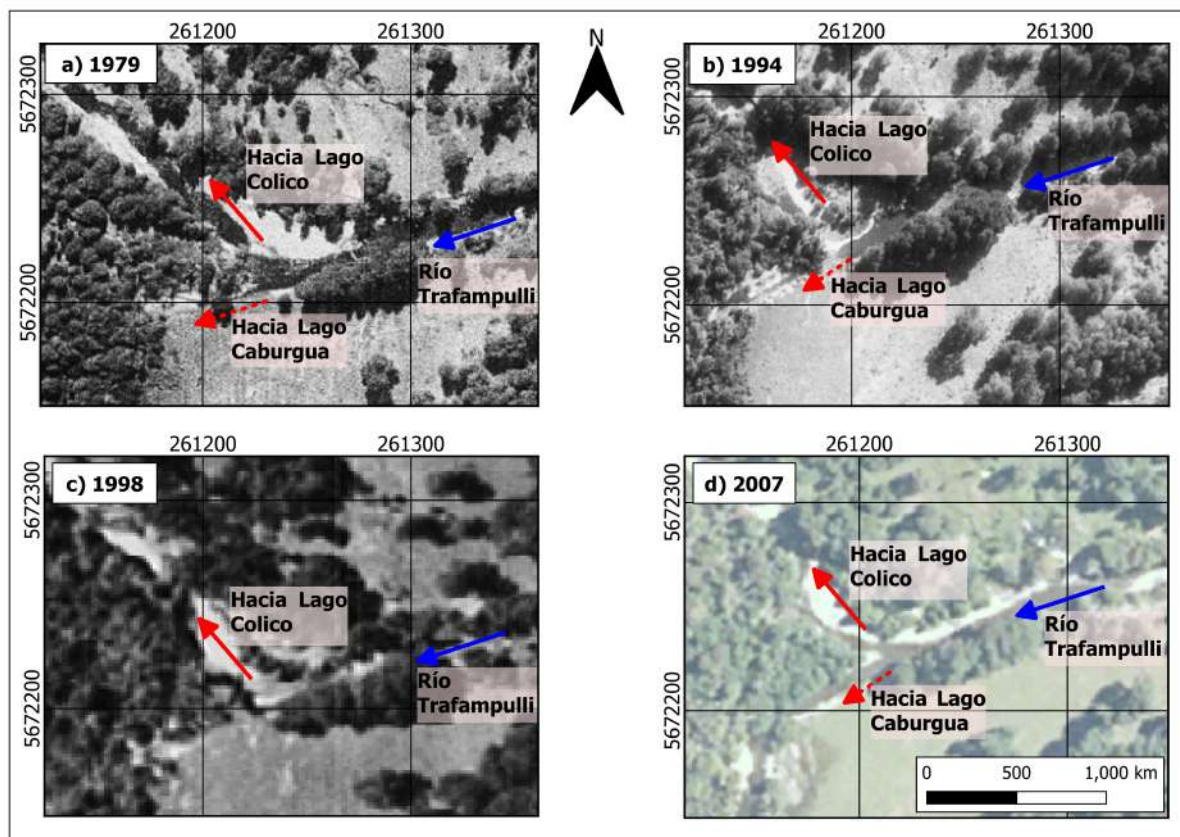 261200 261300
a) 1979
5672300
5672200
Hacia Lago
Colico
Río
Trafampulli
Hacia Lago
Caburgua
N
261200 261300
b) 1994
5672300
5672200
Hacia Lago
Colico
Río
Trafampulli
Hacia Lago
Caburgua
261200 261300
c) 1998
5672300
5672200
Hacia Lago
Colico
Río
Trafampulli
261200 261300
d) 2007
5672300
5672200
Hacia Lago
Colico
Río
Trafampulli
Hacia Lago
Caburgua
0 500 1,000 km